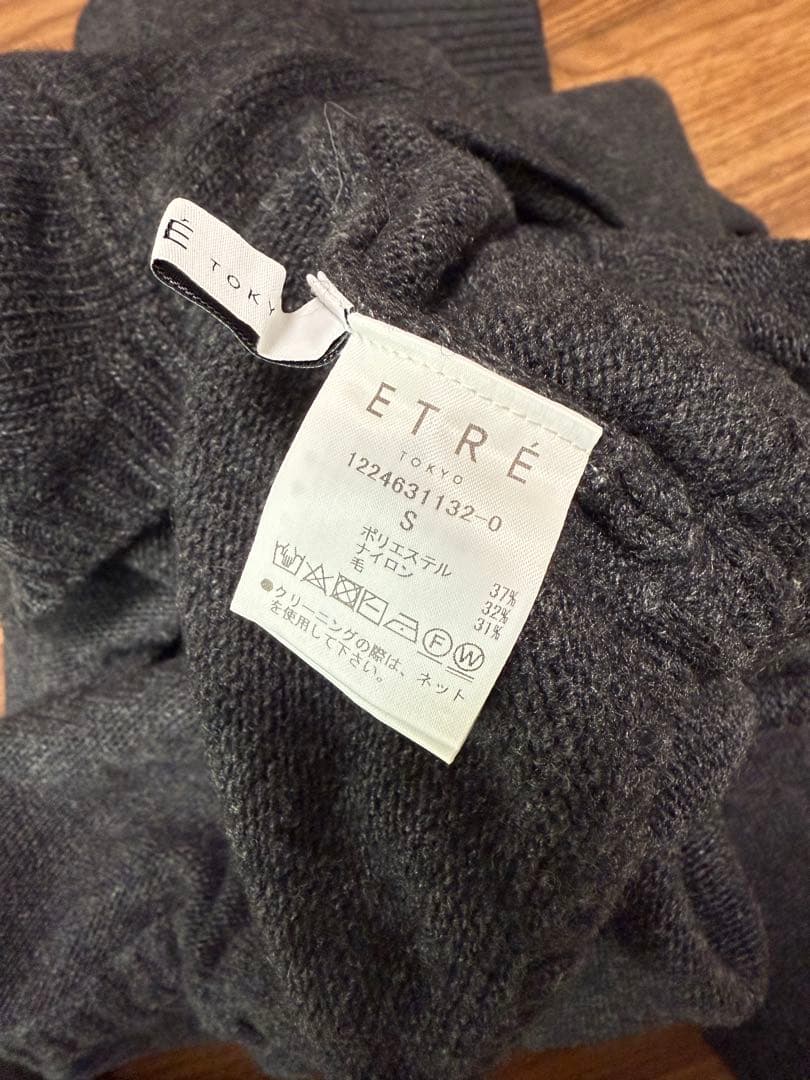 É
TOKY
ETRÉ
TOKYO
1224631132-0
S
ポリエステル 37%
ナイロン 32%
毛 31%
F W
●クリーニングの際は、ネット
を使用して下さい。